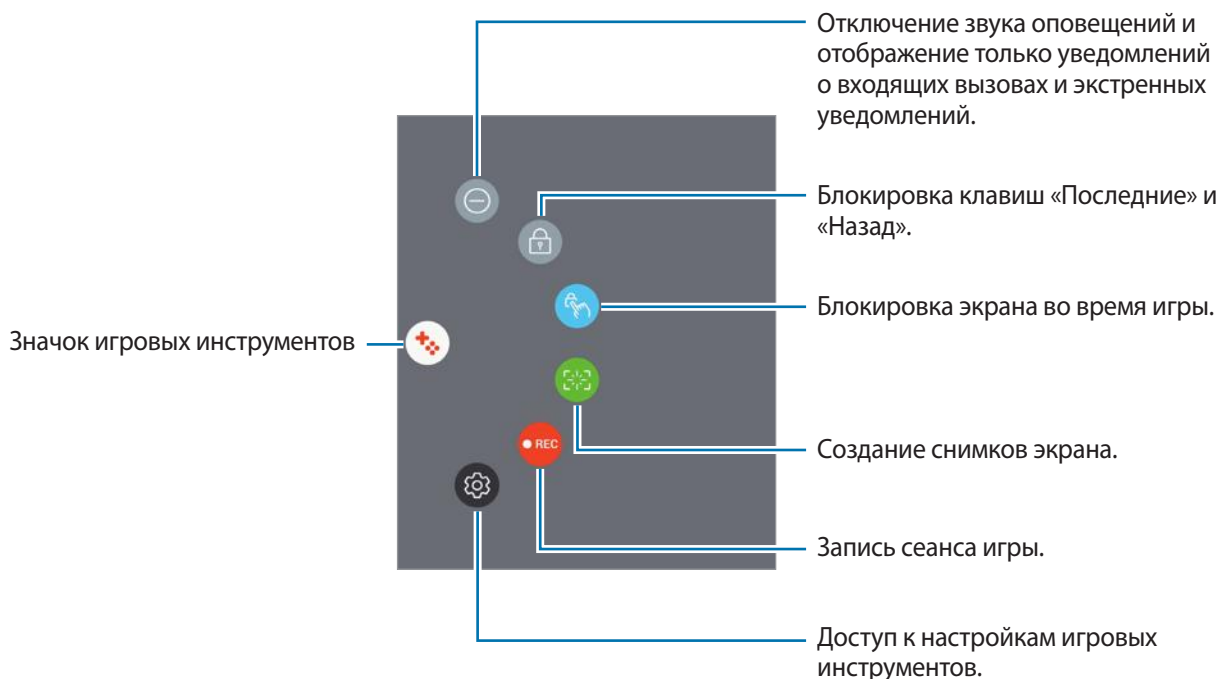 Отключение звука оповещений и
отображение только уведомлений
о входящих вызовах и экстренных
уведомлений.
Блокировка клавиш «Последние» и
«Назад».
Блокировка экрана во время игры.
Значок игровых инструментов
Создание снимков экрана.
REC
Запись сеанса игры.
Доступ к настройкам игровых
инструментов.